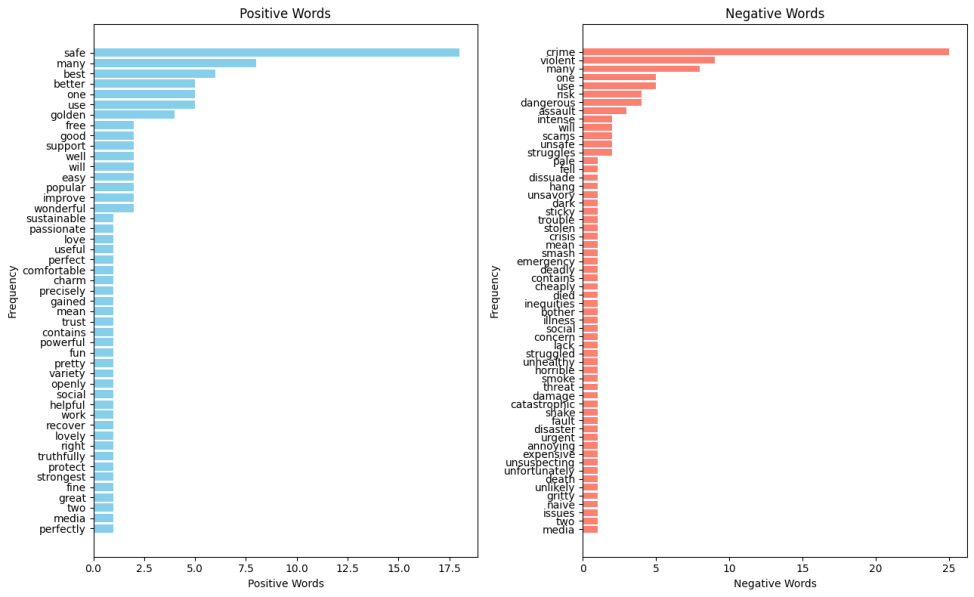 Positive Words
Frequency
safe
many
best
better
one
use
golden
free
good
support
well
will
easy
popular
improve
wonderful
sustainable
passionate
love
useful
perfect
comfortable
charm
precisely
gained
mean
trust
contains
powerful
fun
pretty
variety
openly
social
helpful
work
recover
lovely
right
truthfully
protect
strongest
fine
great
two
media
perfectly
0.0 2.5 5.0 7.5 10.0 12.5 15.0 17.5
Positive Words
Negative Words
Frequency
crime
violent
many
one
use
risk
dangerous
assault
intense
will
scams
unsafe
struggles
pale
fell
dissuade
hang
unsavory
dark
sticky
trouble
stolen
crisis
mean
smash
emergency
deadly
contains
cheaply
died
inequities
bother
illness
social
concern
lack
struggled
unhealthy
horrible
smoke
threat
damage
catastrophic
shake
fault
disaster
urgent
annoying
expensive
unsuspecting
unfortunately
death
unlikely
gritty
naive
issues
two
media
0 5 10 15 20 25
Negative Words